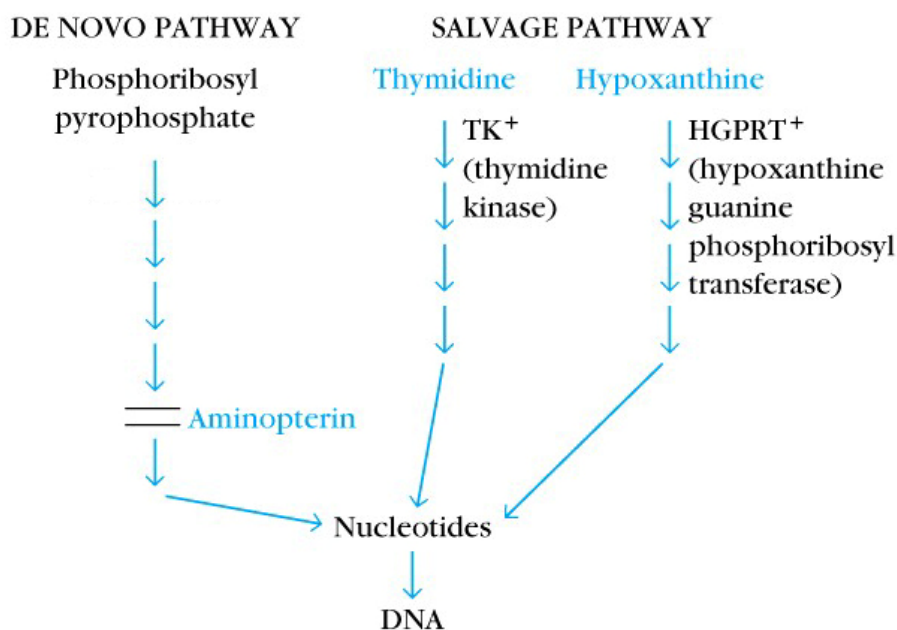 DE NOVO PATHWAY
Phosphoribosyl
pyrophosphate
Aminopterin
SALVAGE PATHWAY
Thymidine
TK+
(thymidine
kinase)
Hypoxanthine
HGPRT+
(hypoxanthine
guanine
phosphoribosyl
transferase)
Nucleotides
DNA